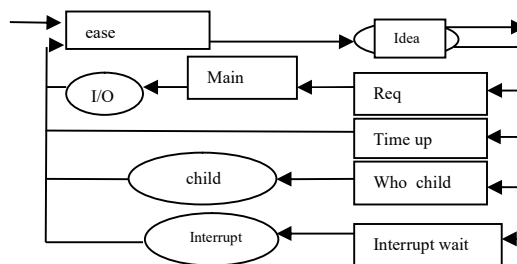 ease
Idea
Main
I/O
Req
Time up
child
Who child
Interrupt
Interrupt wait